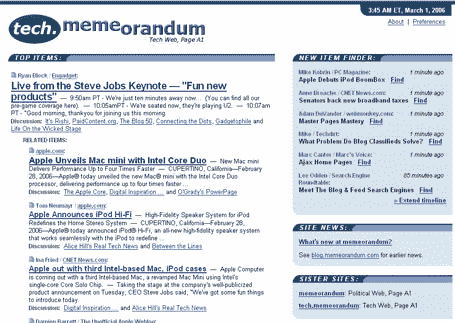 3:45 AM ET, March 1, 2006
tech.memeorandum
Tech Web, Page A1
About | Preferences
TOP ITEMS:
Ryan Block / Engadget:
Live from the Steve Jobs Keynote — "Fun new
products" — 9:50am PT - We're just ten minutes away now... (You can find all our
pre-game coverage here). — 10:05amPT - We're seated now, they're playing U2. — 10:07am
PT - "Good morning, thankyou for joining us this morning.
Discussion: It's Rishi, PaidContent.org, The Blog 50, Connecting the Dots, Gadgetophile and
Life On the Wicked Stage
RELATED ITEMS:
apple.com:
Apple Unveils Mac mini with Intel Core Duo — New Mac mini
Delivers Performance Up to Four Times Faster — CUPERTINO, California—February
28, 2006—Apple® today unveiled the new Mac® mini with the Intel Core Duo
processor, delivering performance up to four times faster ...
Discussion: The Apple Core, Digital Inspiration ... and O'Grady's PowerPage
Tom Neumayr / apple.com:
Apple Announces iPod Hi-Fi — High-Fidelity Speaker System for iPod
Redefines the Home Stereo System — CUPERTINO, California—February 28,
2006—Apple® today announced iPod® Hi-Fi, an all-new high-fidelity speaker system
that works seamlessly with the iPod to redefine ...
Discussion: Alice Hill's Real Tech News and Between the Lines
Ina Fried / CNET News.com:
Apple out with third Intel-based Mac, iPod cases — Apple Computer
is coming out with a third Intel-based Mac, a revamped Mac Mini using Intel's
single-core Core Solo Chip. — Taking the stage at the company's well-publicized
product announcement on Tuesday, CEO Steve Jobs said, "We've got some fun things
to introduce today.
Discussion: Digital Inspiration ... and Alice Hill's Real Tech News
Damien Barrett / The Unofficial Apple Weblog:
NEW ITEM FINDER:
Mike Kobrin / PC Magazine: 1 minute ago
Apple Debuts iPod BoomBox Find
Anne Broache / CNET News.com: 1 minute ago
Senators back new broadband taxes Find
Adam DuVander / webmonkey.com: 1 minute ago
Master Pages Mastery Find
Mike / Techdirt: 1 minute ago
What Problem Do Blog Classifieds Solve? Find
Marc Canter / Marc's Voice: 1 minute ago
Ajax Home Pages Find
Lee Odden / Search Engine 85 minutes ago
Roundtable:
Meet The Blog & Feed Search Engines Find
» Extend timeline
SITE NEWS:
What's new at memeorandum?
See blog.memeorandum.com for earlier news.
SISTER SITES:
memeorandum: Political Web, Page A1
tech.memeorandum: Tech Web, Page A1